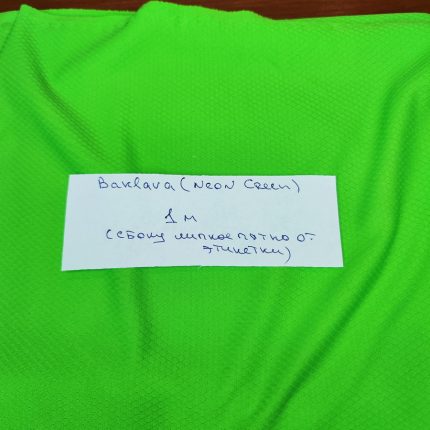 Baklava (Neon Green)
1 м
(сбоку липкое пятно от
этикетки)